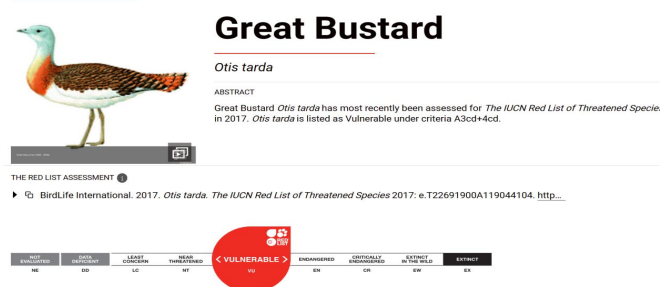 Great Bustard
Otis tarda
ABSTRACT
Great Bustard Otis tarda has most recently been assessed for The IUCN Red List of Threatened Specie
in 2017. Otis tarda is listed as Vulnerable under criteria A3cd+4cd.
THE RED LIST ASSESSMENT i
BirdLife International. 2017. Otis tarda. The IUCN Red List of Threatened Species 2017: e.T22691900A119044104. http...
NOT EVALUATED DATA DEFICIENT LEAST CONCERN NEAR THREATENED < VULNERABLE > ENDANGERED CRITICALLY ENDANGERED EXTINCT IN THE WILD EXTINCT
NE DD LC NT VU EN CR EW EX